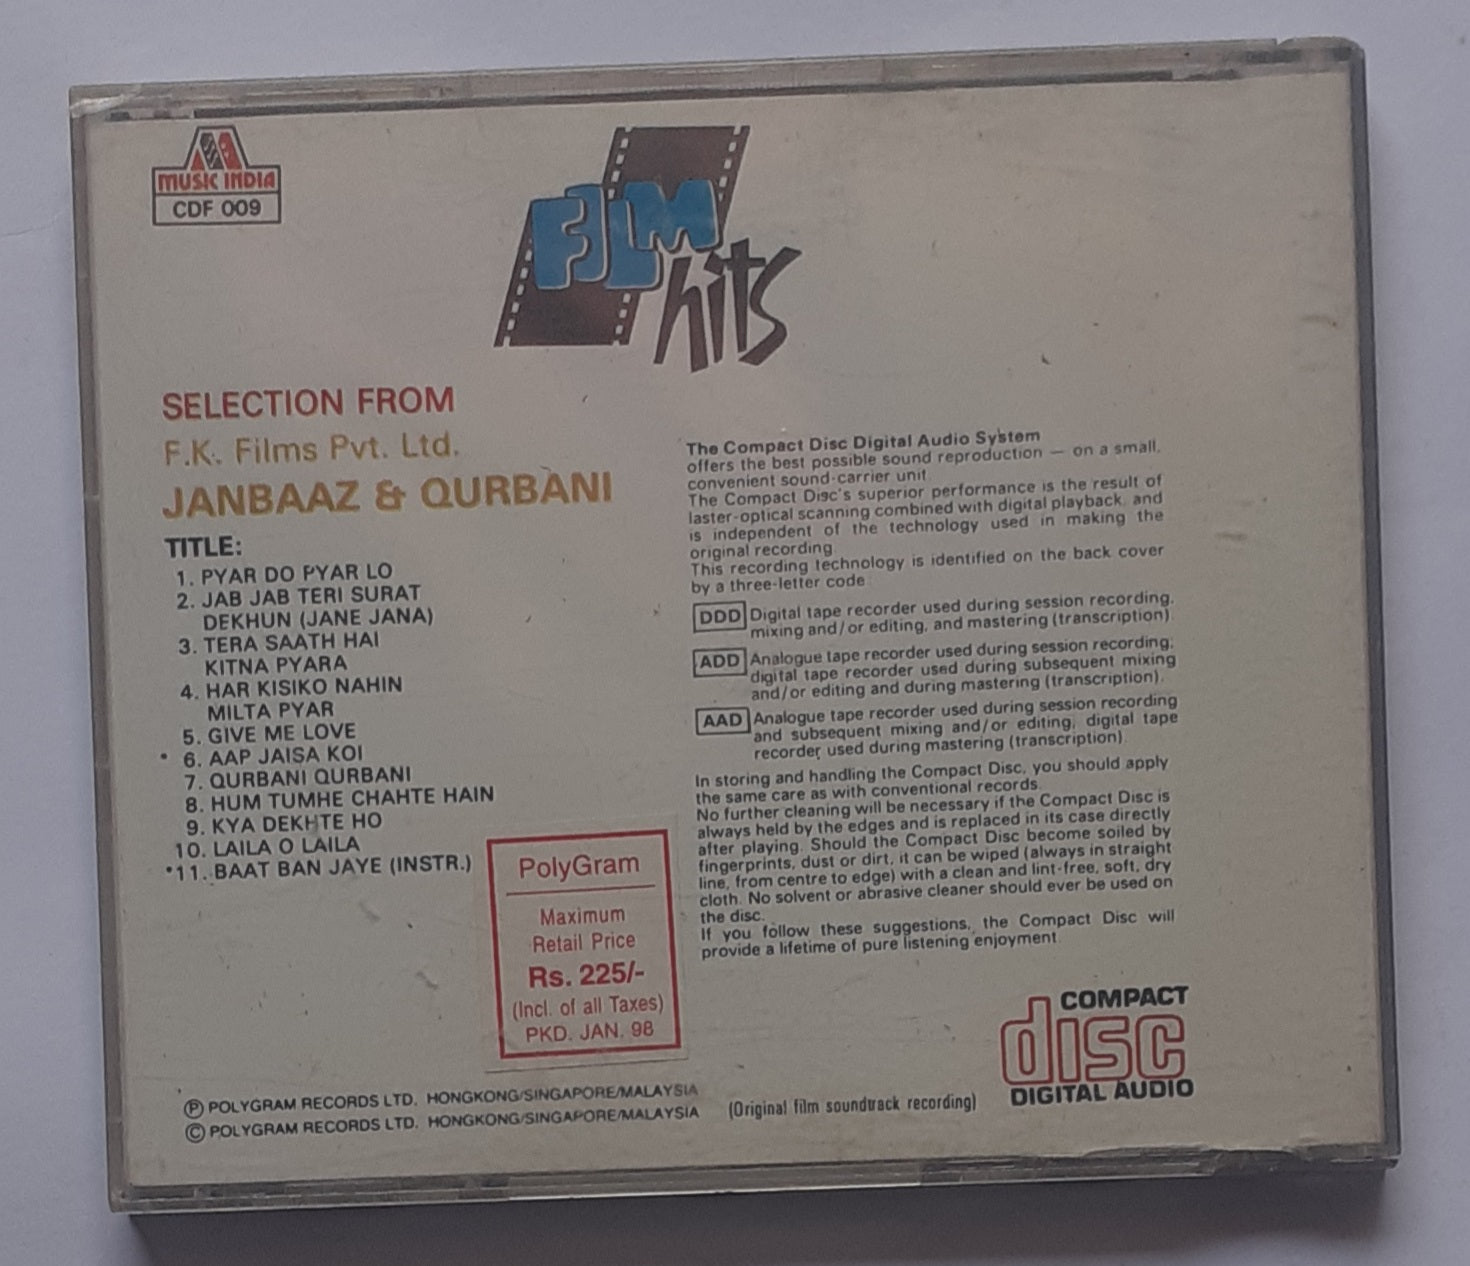 MUSIC INDIA
CDF 009
FILM
hits
SELECTION FROM
F.K. Films Pvt. Ltd.
JANBAAZ & QURBANI
TITLE:
1. PYAR DO PYAR LO
2. JAB JAB TERI SURAT
DEKHUN (JANE JANA)
3. TERA SAATH HAI
KITNA PYARA
4. HAR KISIKO NAHIN
MILTA PYAR
5. GIVE ME LOVE
• 6. AAP JAISA KOI
7. QURBANI QURBANI
8. HUM TUMHE CHAHTE HAIN
9. KYA DEKHTE HO
10. LAILA O LAILA
•11. BAAT BAN JAYE (INSTR.)
The Compact Disc Digital Audio System
offers the best possible sound reproduction — on a small,
convenient sound-carrier unit.
The Compact Disc's superior performance is the result of
laster-optical scanning combined with digital playback, and
is independent of the technology used in making the
original recording.
This recording technology is identified on the back cover
by a three-letter code
DDD Digital tape recorder used during session recording,
mixing and/or editing, and mastering (transcription).
ADD Analogue tape recorder used during session recording;
digital tape recorder used during subsequent mixing
and/or editing and during mastering (transcription).
AAD Analogue tape recorder used during session recording
and subsequent mixing and/or editing; digital tape
recorder used during mastering (transcription).
In storing and handling the Compact Disc, you should apply
the same care as with conventional records.
No further cleaning will be necessary if the Compact Disc is
always held by the edges and is replaced in its case directly
after playing. Should the Compact Disc become soiled by
fingerprints, dust or dirt, it can be wiped (always in straight
line, from centre to edge) with a clean and lint-free, soft, dry
cloth. No solvent or abrasive cleaner should ever be used on
the disc.
If you follow these suggestions, the Compact Disc will
provide a lifetime of pure listening enjoyment.
PolyGram
Maximum
Retail Price
Rs. 225/-
(Incl. of all Taxes)
PKD. JAN. 98
COMPACT
disc
DIGITAL AUDIO
Ⓟ POLYGRAM RECORDS LTD. HONGKONG/SINGAPORE/MALAYSIA
© POLYGRAM RECORDS LTD. HONGKONG/SINGAPORE/MALAYSIA
(Original film soundtrack recording)